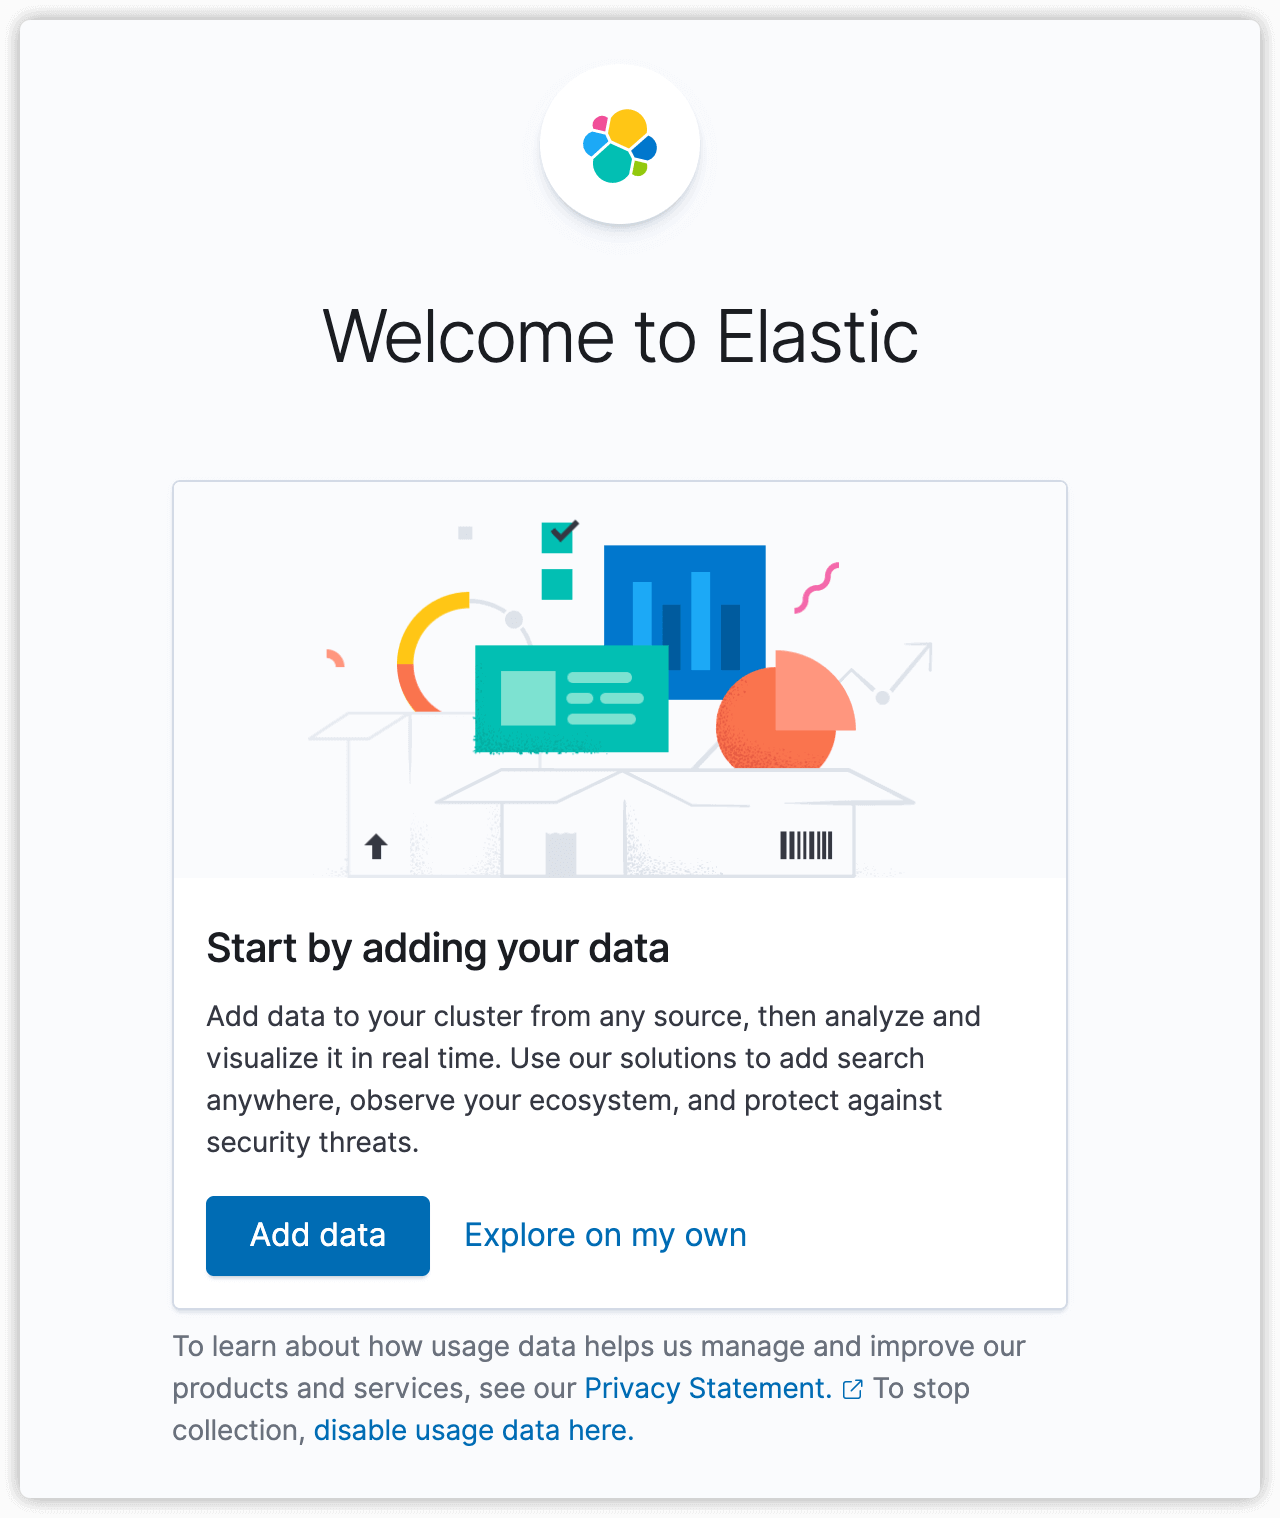 Welcome to Elastic
Start by adding your data
Add data to your cluster from any source, then analyze and
visualize it in real time. Use our solutions to add search
anywhere, observe your ecosystem, and protect against
security threats.
Add data Explore on my own
To learn about how usage data helps us manage and improve our
products and services, see our Privacy Statement. To stop
collection, disable usage data here.